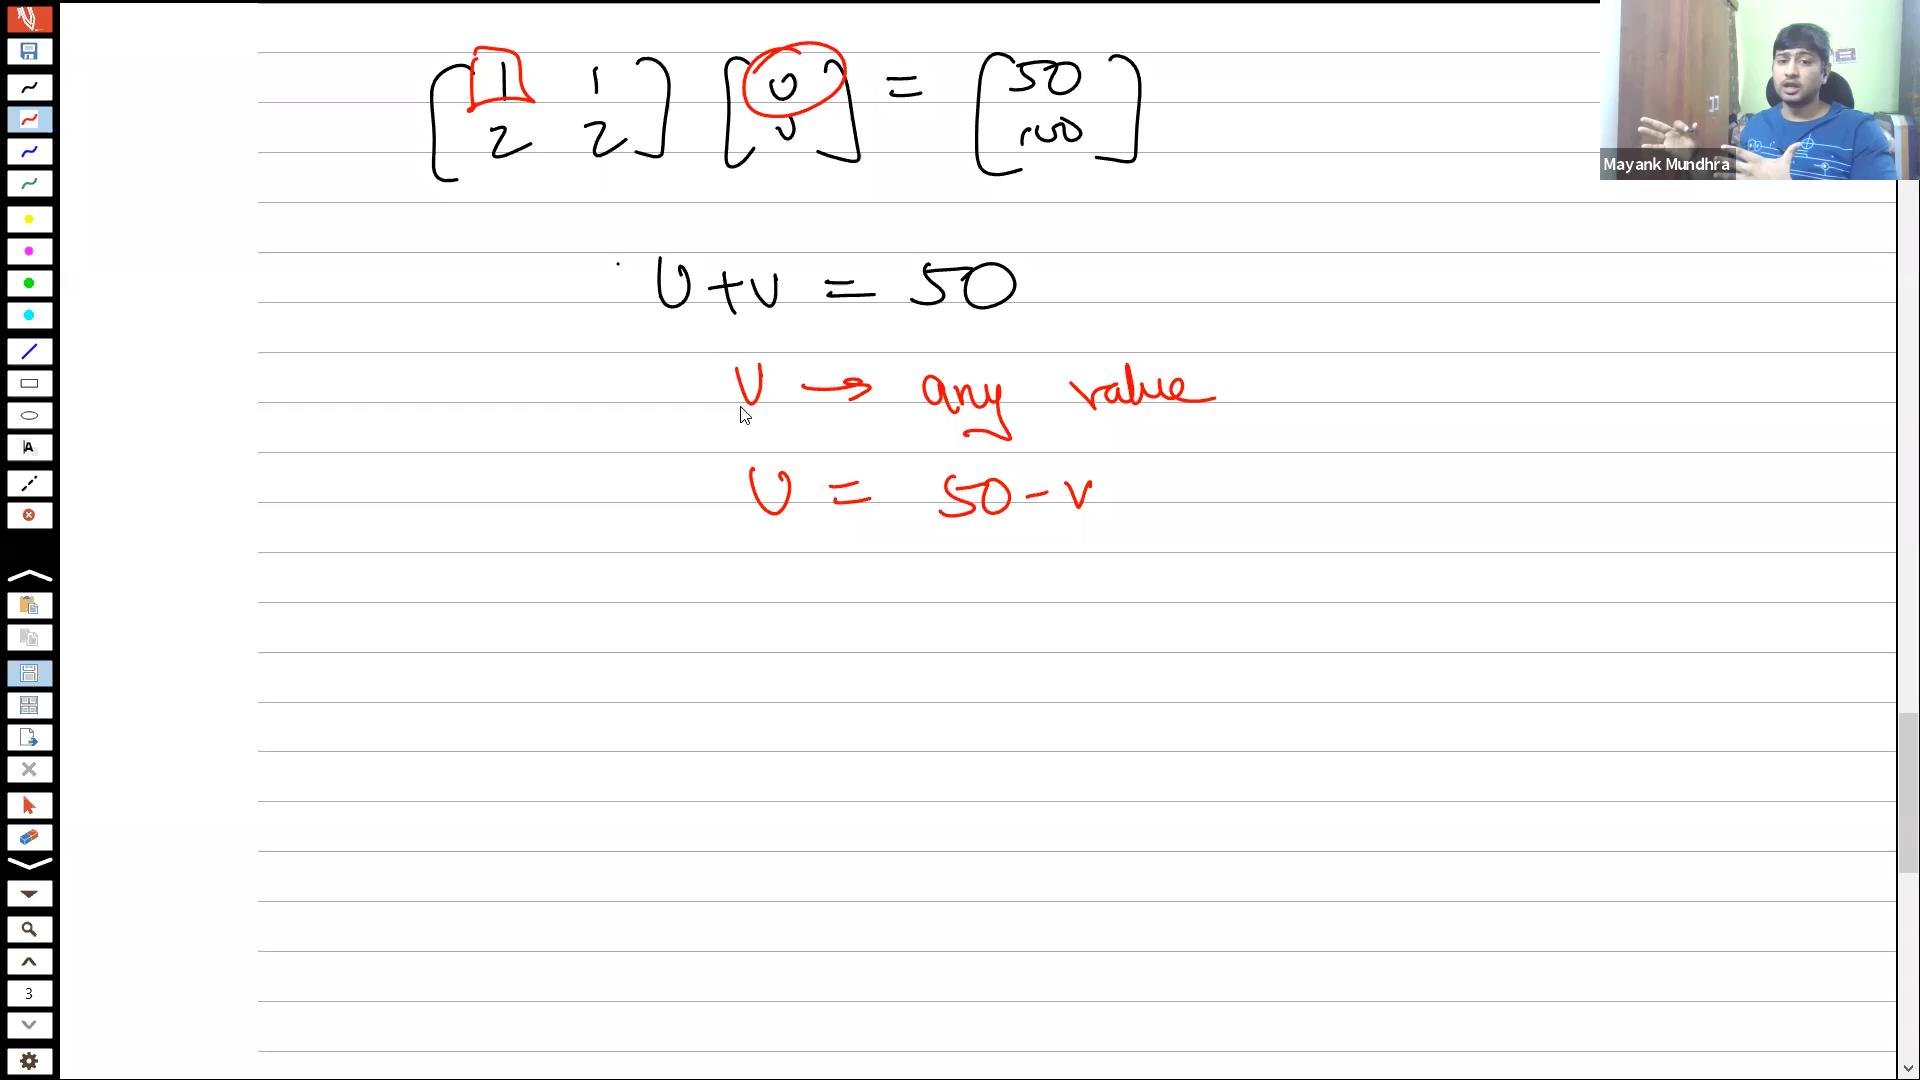 [1 1 [U = [50
2 2] v] 100]
Mayank Mundhra
U + v = 50
v → any value
U = 50 - v
3